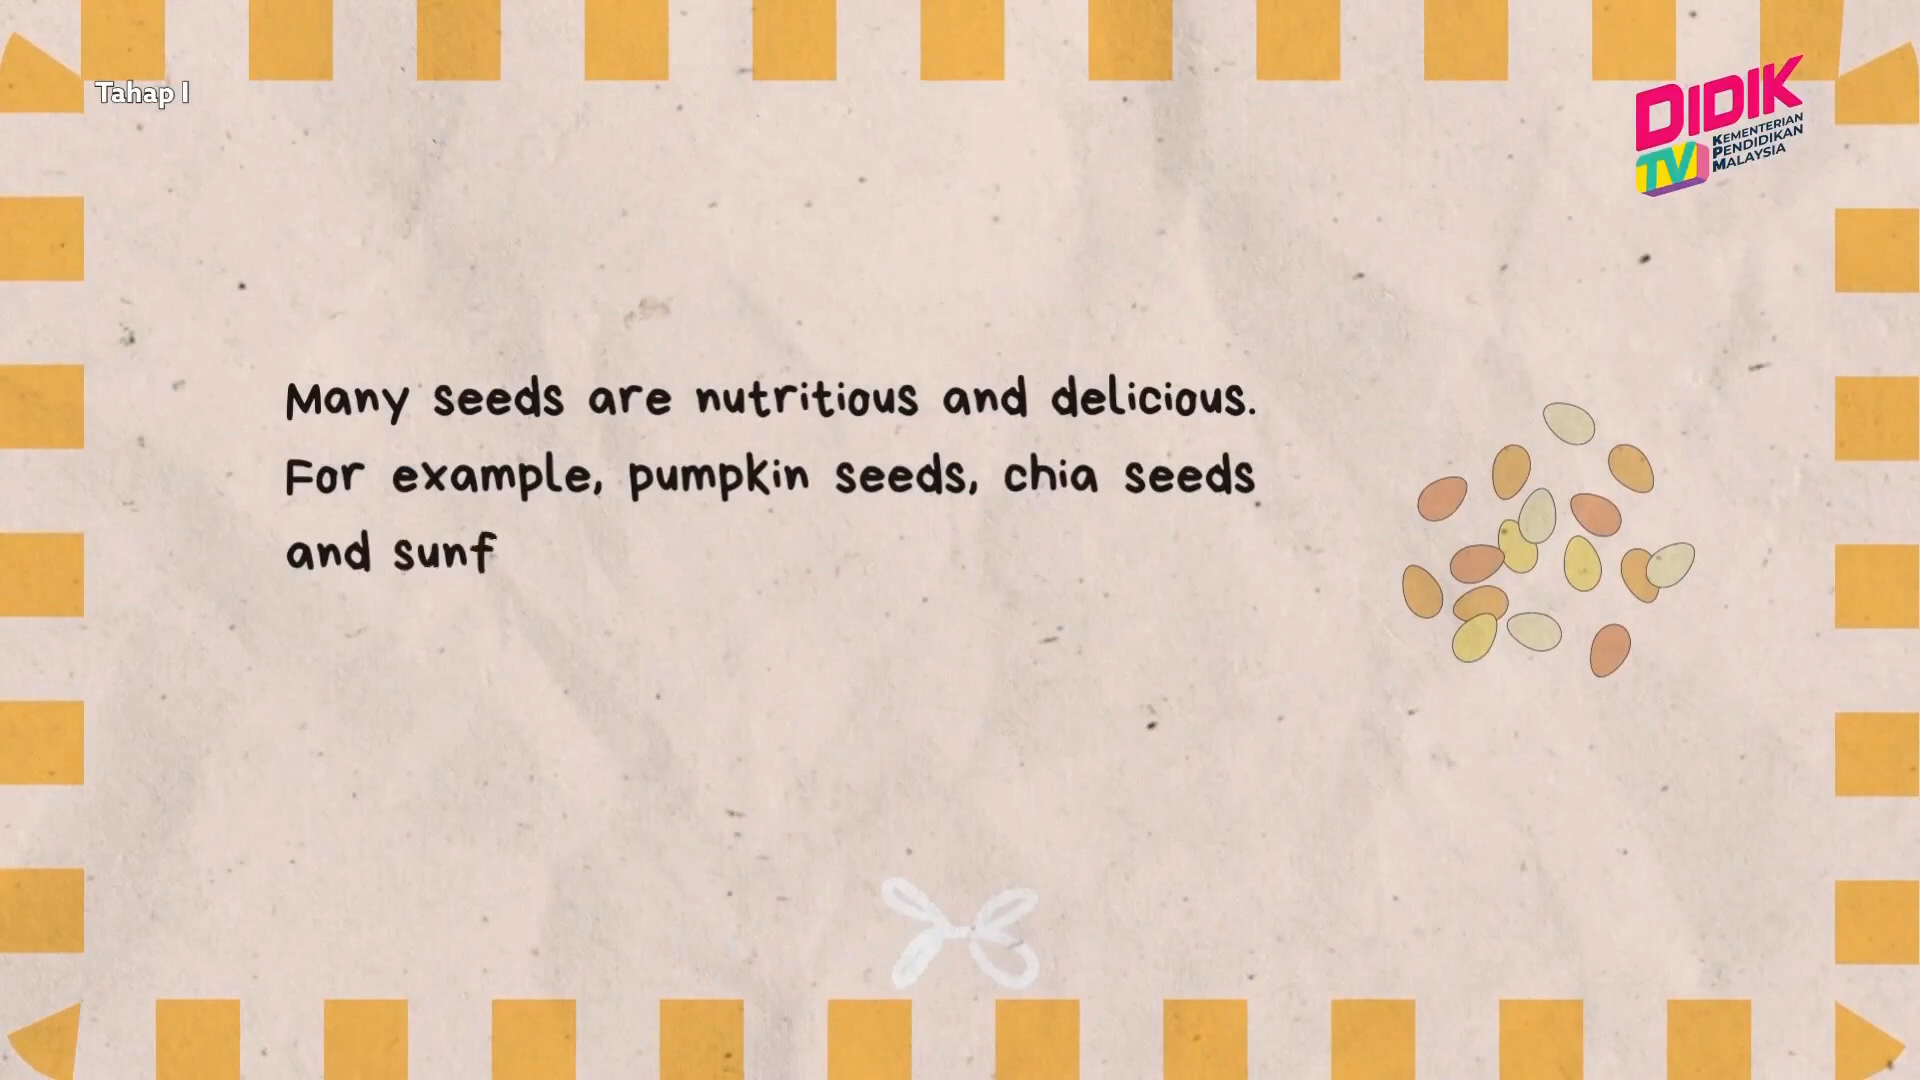 Tahap 1
DIDIK
TV
KEMENTERIAN
PENDIDIKAN
MALAYSIA
Many seeds are nutritious and delicious.
For example, pumpkin seeds, chia seeds
and sunf